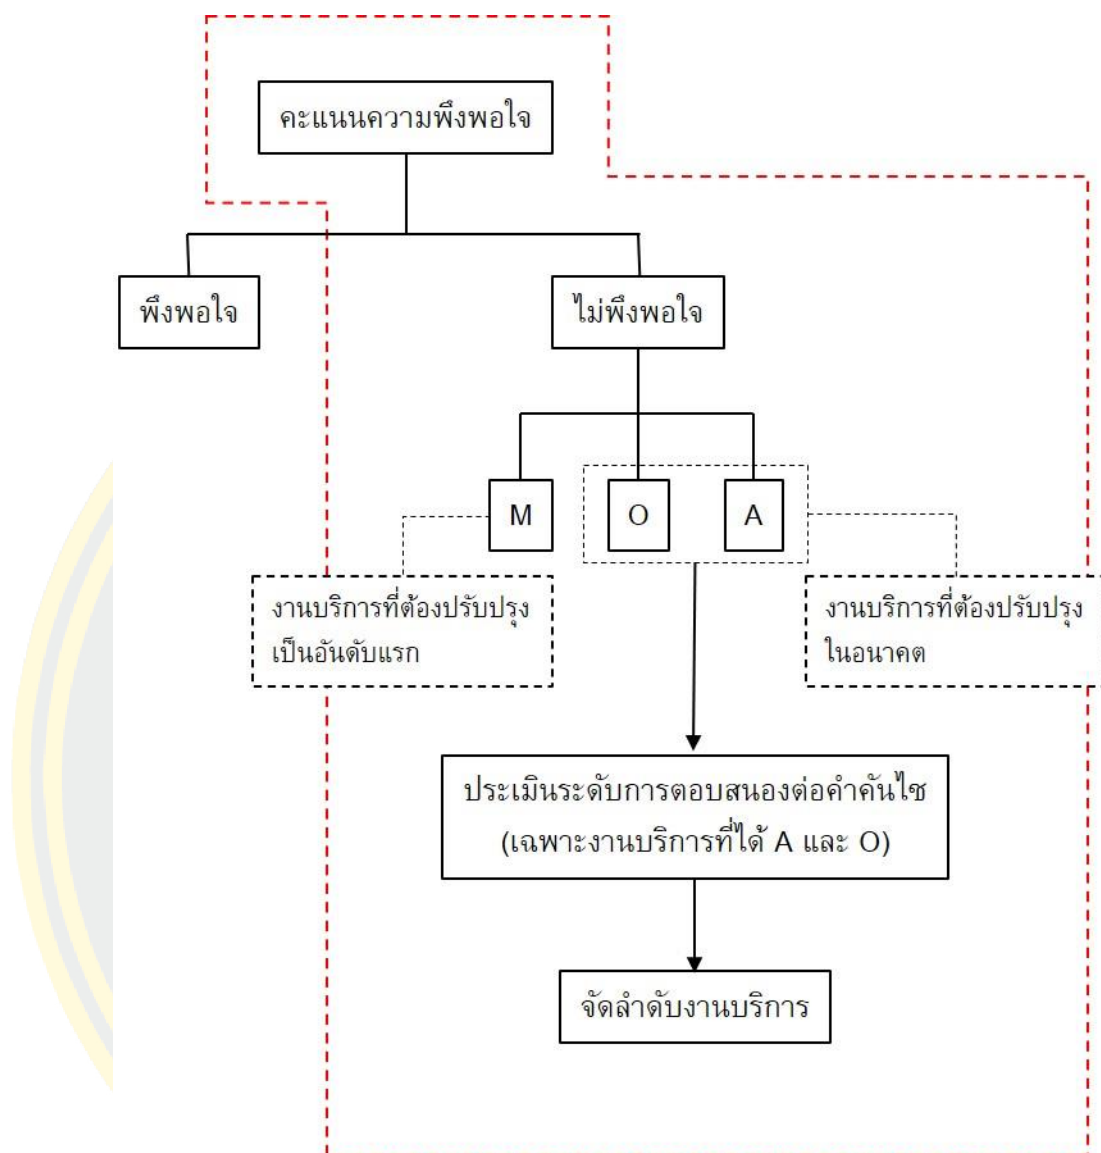 คะแนนความพึงพอใจ
พึงพอใจ
ไม่พึงพอใจ
M
O
A
งานบริการที่ต้องปรับปรุง
เป็นอันดับแรก
งานบริการที่ต้องปรับปรุง
ในอนาคต
ประเมินระดับการตอบสนองต่อคำคันไซ
(เฉพาะงานบริการที่ได้ A และ O)
จัดลำดับงานบริการ